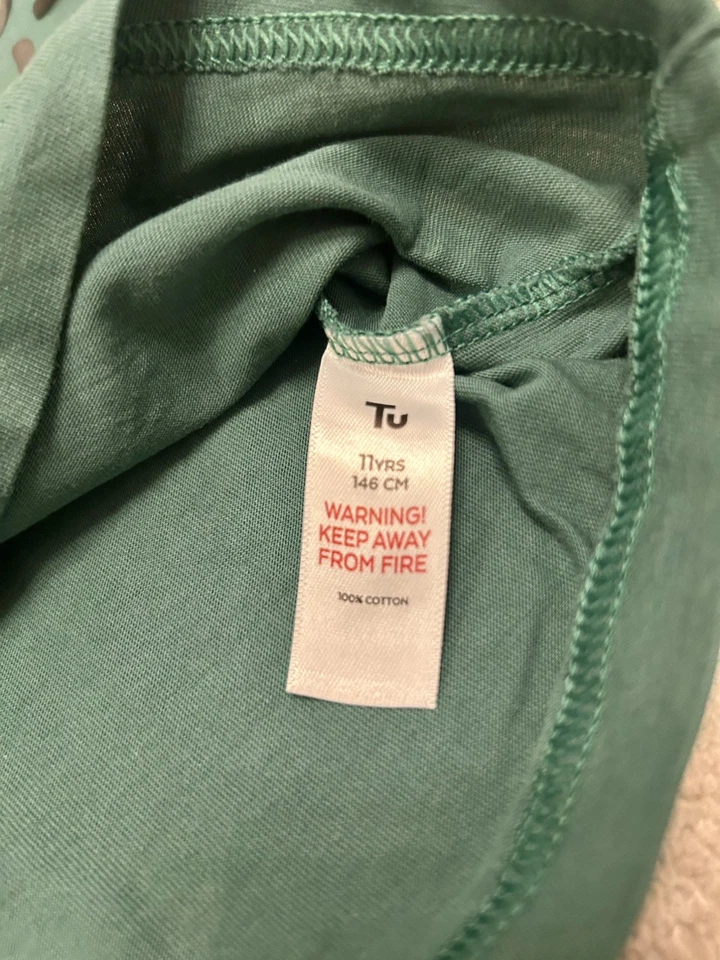 Tu
11YRS
146 CM
WARNING!
KEEP AWAY
FROM FIRE
100% COTTON